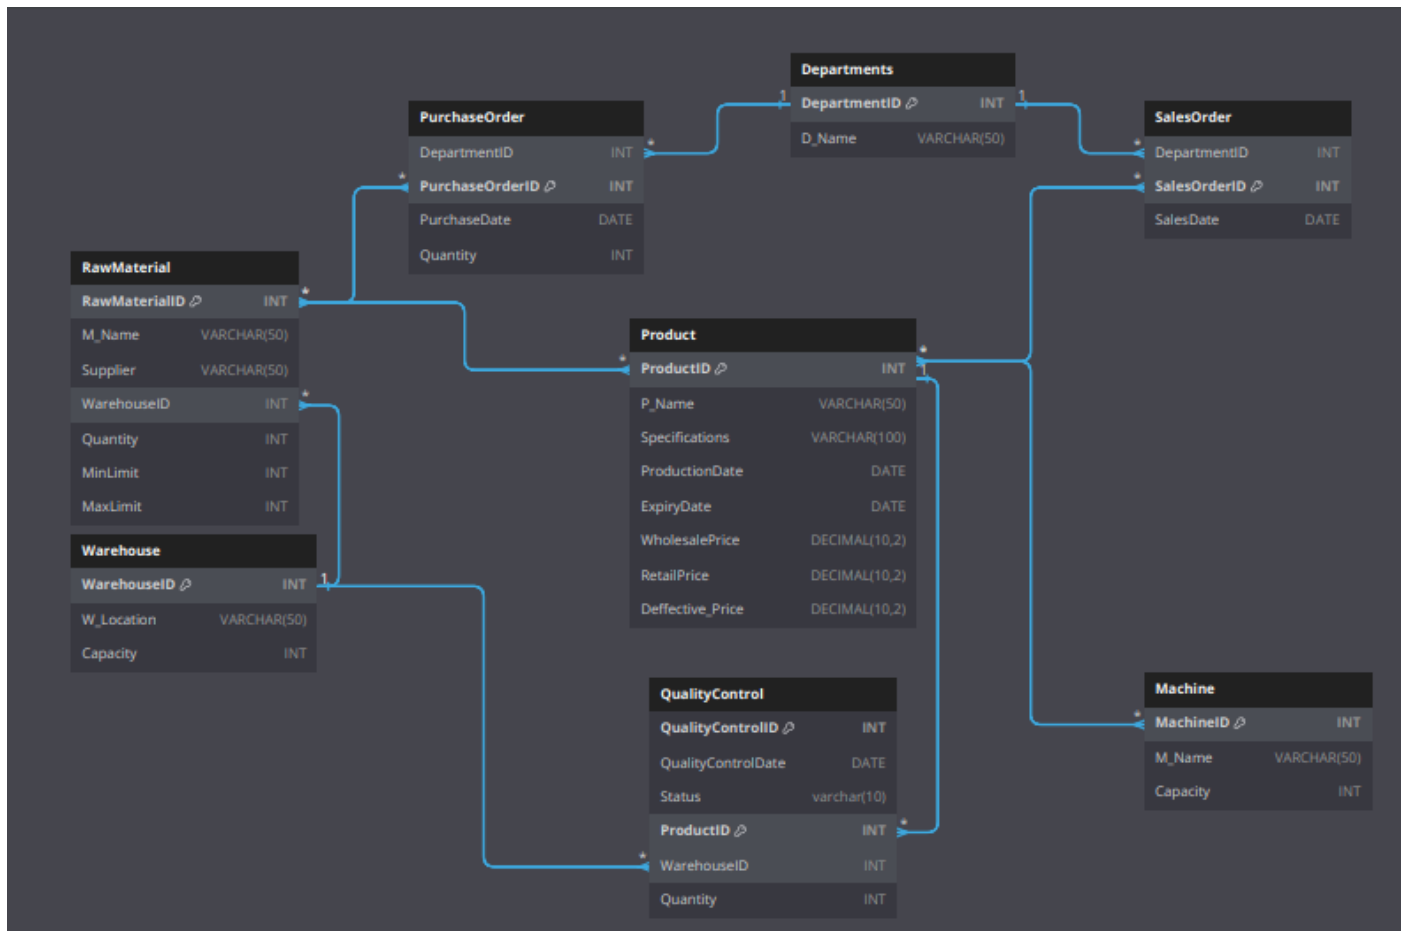 Departments
1 DepartmentID INT 1
D_Name VARCHAR(50)
PurchaseOrder
DepartmentID INT *
* PurchaseOrderID INT
PurchaseDate DATE
Quantity INT
SalesOrder
* DepartmentID INT
* SalesOrderID INT
SalesDate DATE
RawMaterial
RawMaterialID INT *
M_Name VARCHAR(50)
Supplier VARCHAR(50)
WarehouseID INT *
Quantity INT
MinLimit INT
MaxLimit INT
Product
* ProductID INT * 1
P_Name VARCHAR(50)
Specifications VARCHAR(100)
ProductionDate DATE
ExpiryDate DATE
WholesalePrice DECIMAL(10,2)
RetailPrice DECIMAL(10,2)
Deffective_Price DECIMAL(10,2)
Warehouse
WarehouseID INT 1
W_Location VARCHAR(50)
Capacity INT
QualityControl
QualityControlID INT
QualityControlDate DATE
Status varchar(10)
ProductID INT *
* WarehouseID INT
Quantity INT
Machine
* MachineID INT
M_Name VARCHAR(50)
Capacity INT